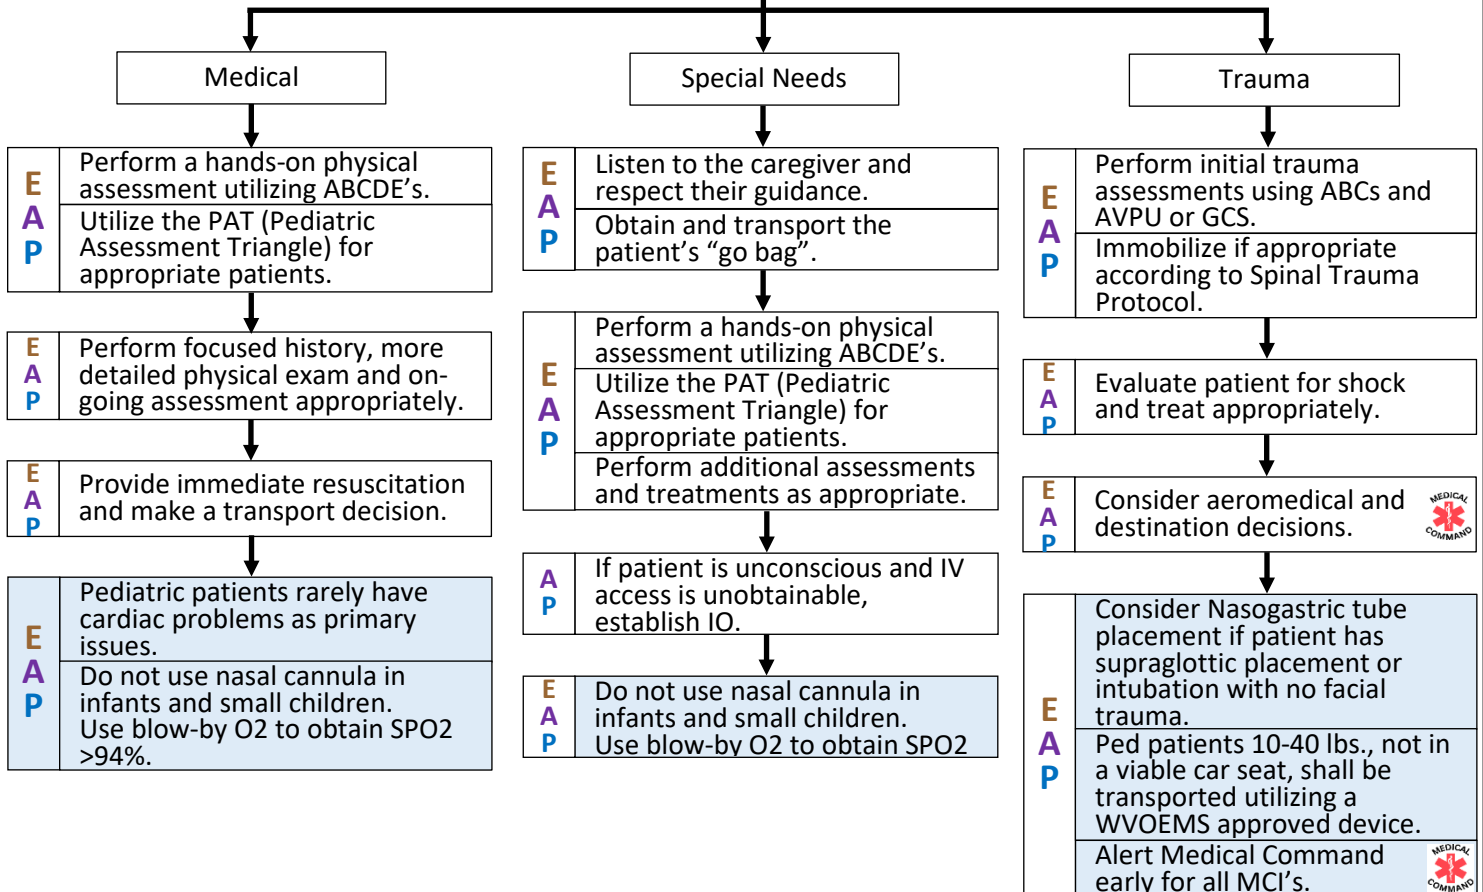 Medical
E
A
P
Perform a hands-on physical
assessment utilizing ABCDE’s.
Utilize the PAT (Pediatric
Assessment Triangle) for
appropriate patients.
E
A
P
Perform focused history, more
detailed physical exam and on-
going assessment appropriately.
E
A
P
Provide immediate resuscitation
and make a transport decision.
E
A
P
Pediatric patients rarely have
cardiac problems as primary
issues.
Do not use nasal cannula in
infants and small children.
Use blow-by O2 to obtain SPO2
>94%.
Special Needs
E
A
P
Listen to the caregiver and
respect their guidance.
Obtain and transport the
patient’s “go bag”.
E
A
P
Perform a hands-on physical
assessment utilizing ABCDE’s.
Utilize the PAT (Pediatric
Assessment Triangle) for
appropriate patients.
Perform additional assessments
and treatments as appropriate.
A
P
If patient is unconscious and IV
access is unobtainable,
establish IO.
E
A
P
Do not use nasal cannula in
infants and small children.
Use blow-by O2 to obtain SPO2
Trauma
E
A
P
Perform initial trauma
assessments using ABCs and
AVPU or GCS.
Immobilize if appropriate
according to Spinal Trauma
Protocol.
E
A
P
Evaluate patient for shock
and treat appropriately.
E
A
P
Consider aeromedical and
destination decisions.
MEDICAL
COMMAND
E
A
P
Consider Nasogastric tube
placement if patient has
supraglottic placement or
intubation with no facial
trauma.
Ped patients 10-40 lbs., not in
a viable car seat, shall be
transported utilizing a
WVOEMS approved device.
Alert Medical Command
early for all MCI’s.
MEDICAL
COMMAND